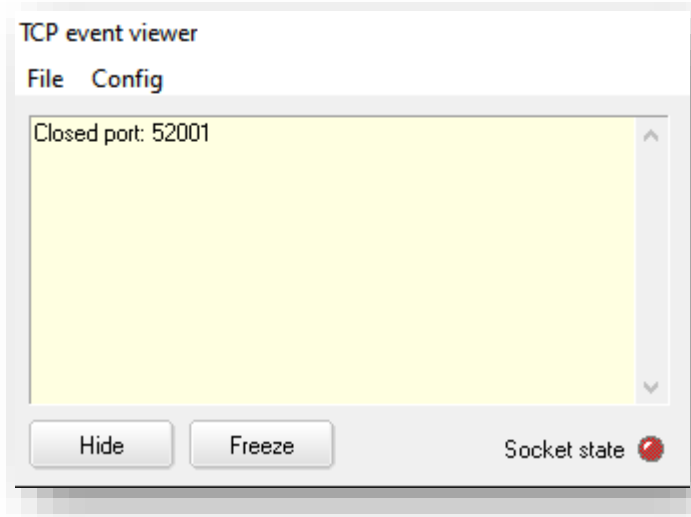 TCP event viewer
File Config
Closed port: 52001
Hide Freeze Socket state